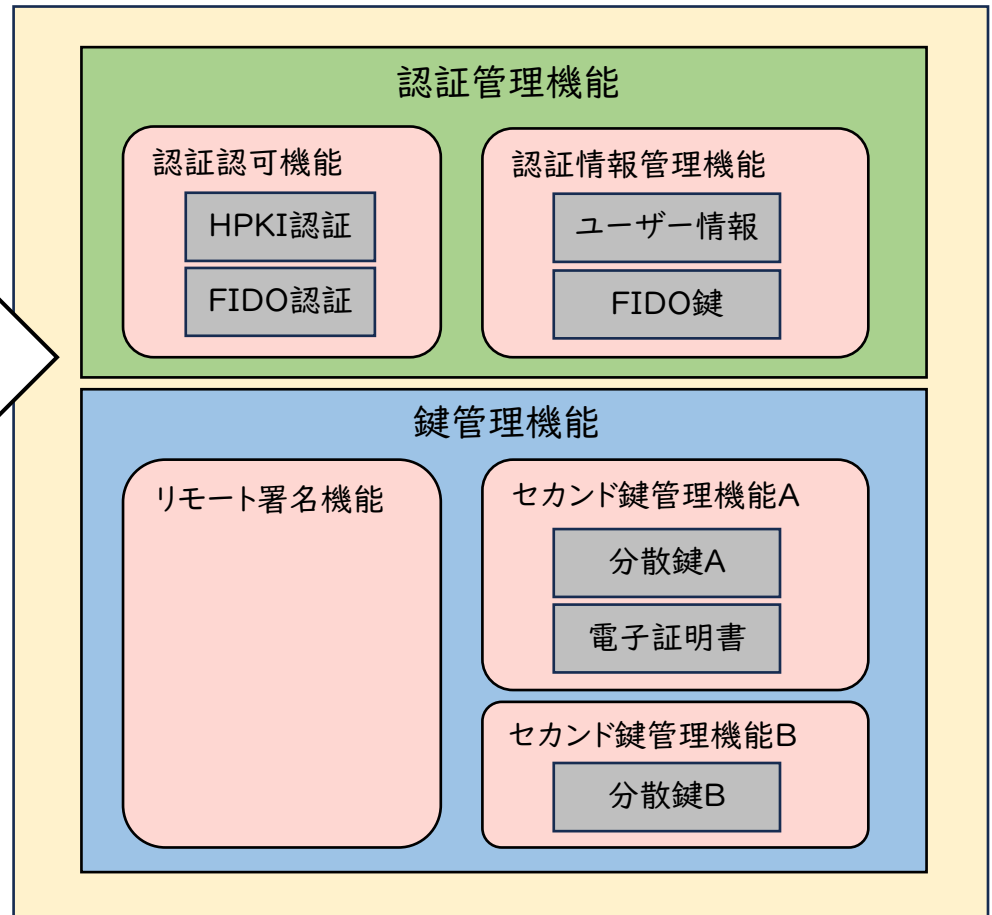 認証管理機能
認証認可機能
HPKI認証
FIDO認証
認証情報管理機能
ユーザー情報
FIDO鍵
鍵管理機能
リモート署名機能
セカンド鍵管理機能A
分散鍵A
電子証明書
セカンド鍵管理機能B
分散鍵B